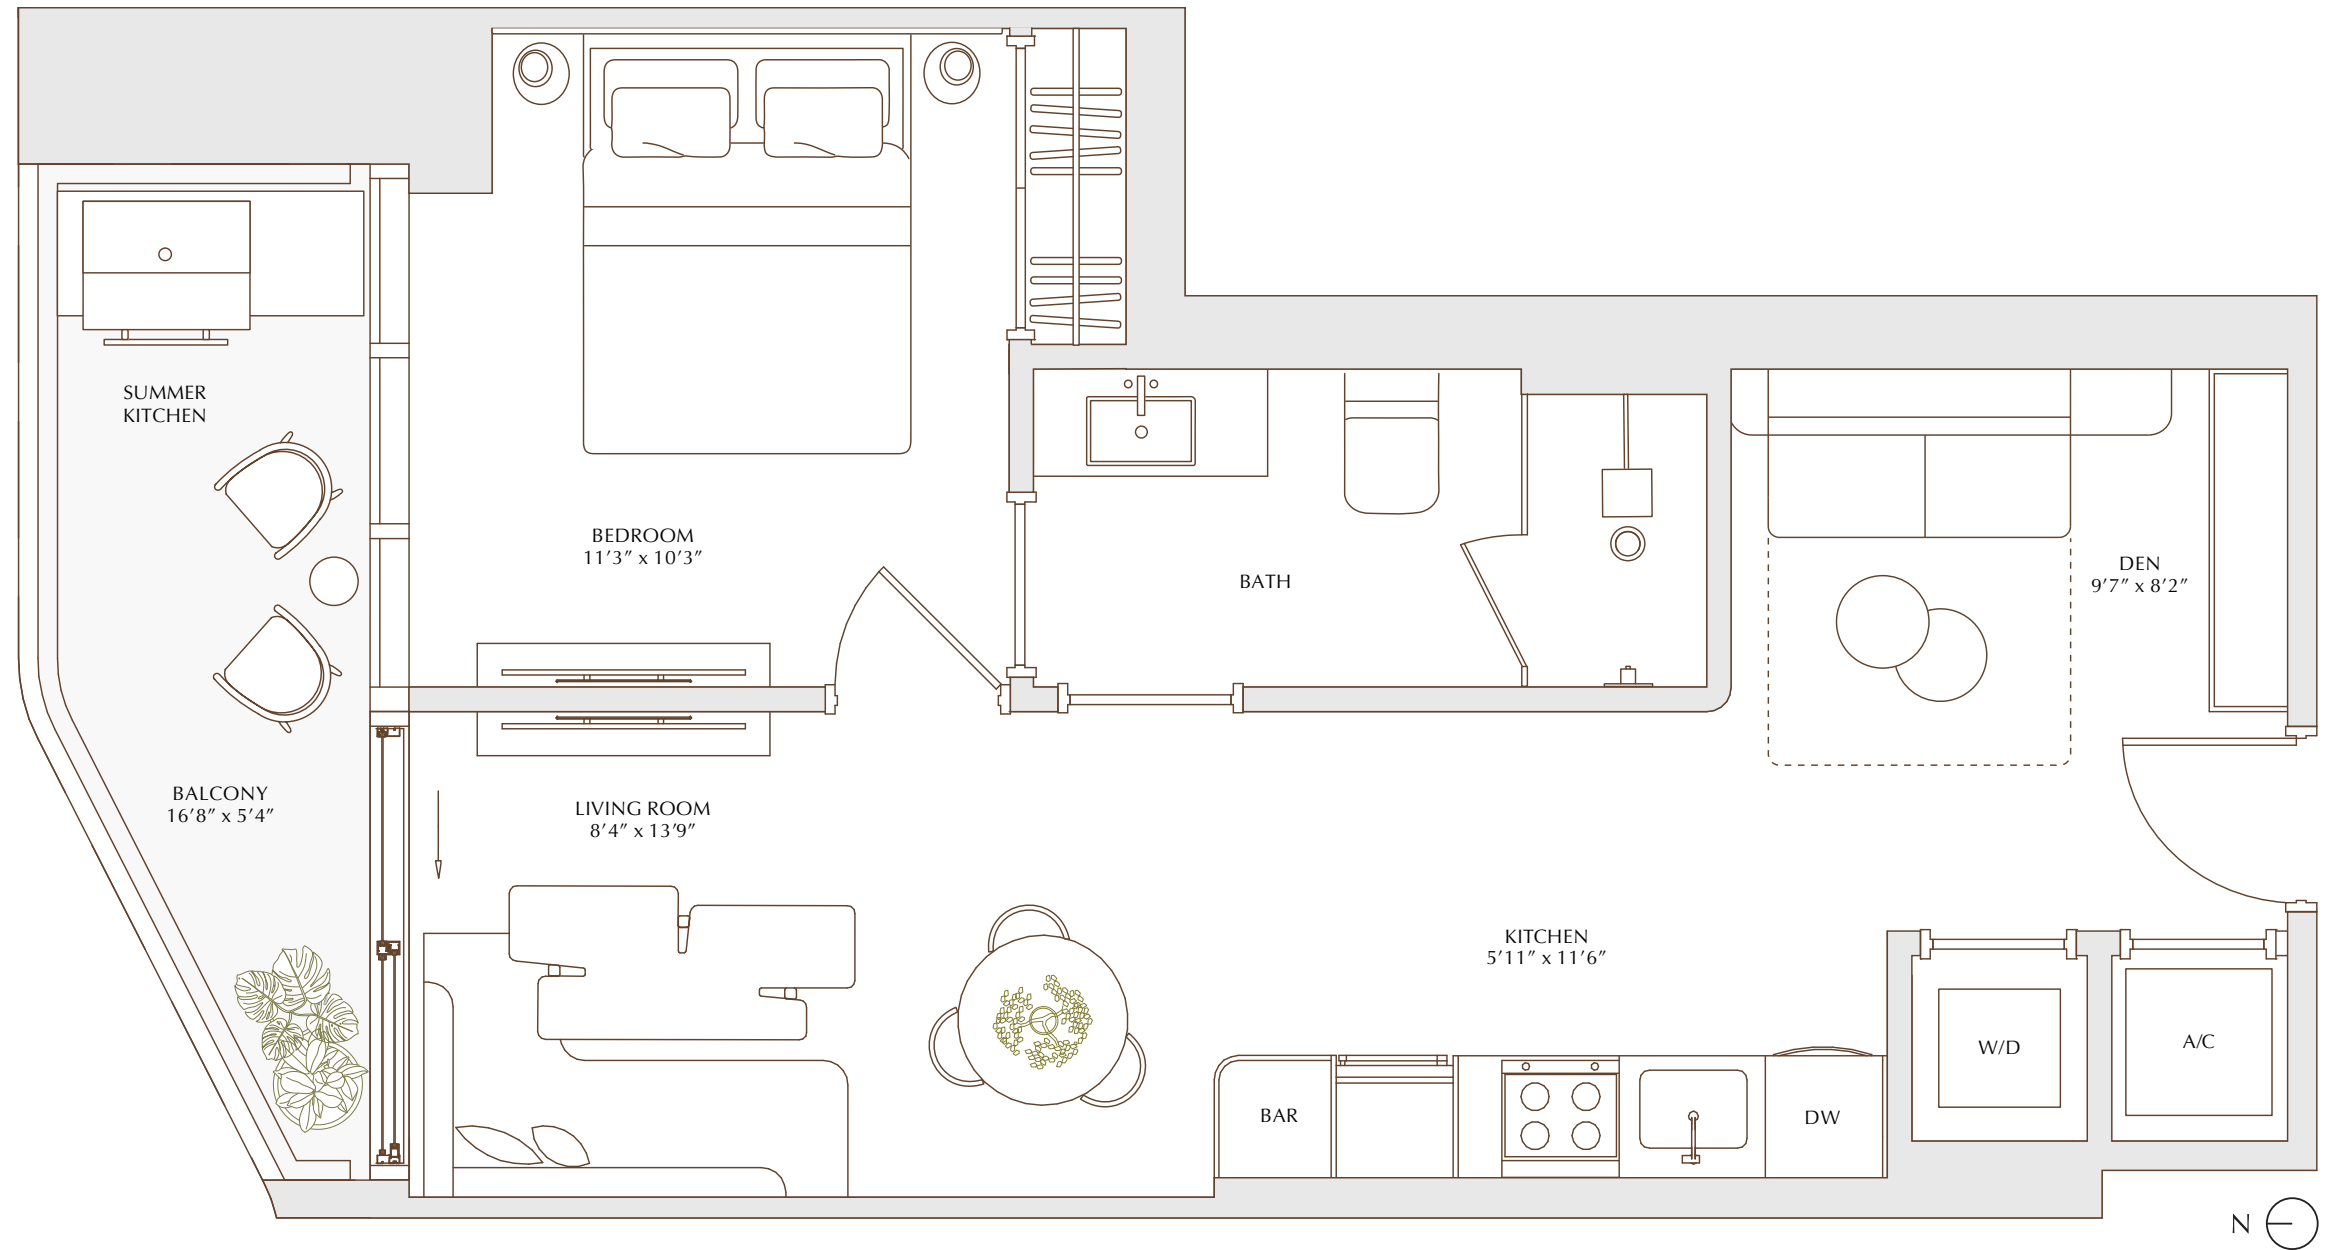 SUMMER
KITCHEN
BEDROOM
11’3” x 10’3”
BATH
DEN
9’7” x 8’2”
BALCONY
16’8” x 5’4”
LIVING ROOM
8’4” x 13’9”
KITCHEN
5’11” x 11’6”
BAR
DW
W/D
A/C
N